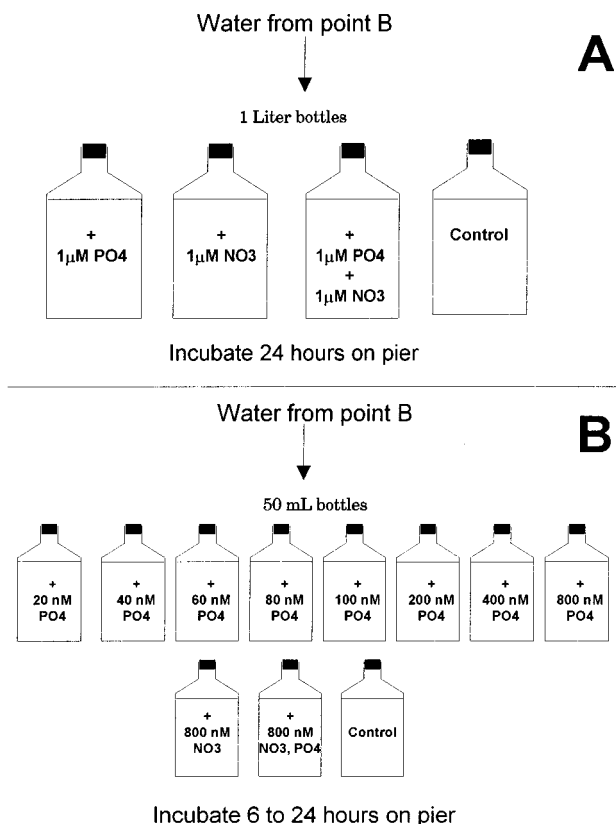 Water from point B
A
1 Liter bottles
+
1μM PO4
+
1μM NO3
+
1μM PO4
+
1μM NO3
Control
Incubate 24 hours on pier
Water from point B
B
50 mL bottles
+
20 nM
PO4
+
40 nM
PO4
+
60 nM
PO4
+
80 nM
PO4
+
100 nM
PO4
+
200 nM
PO4
+
400 nM
PO4
+
800 nM
PO4
+
800 nM
NO3
+
800 nM
NO3, PO4
Control
Incubate 6 to 24 hours on pier